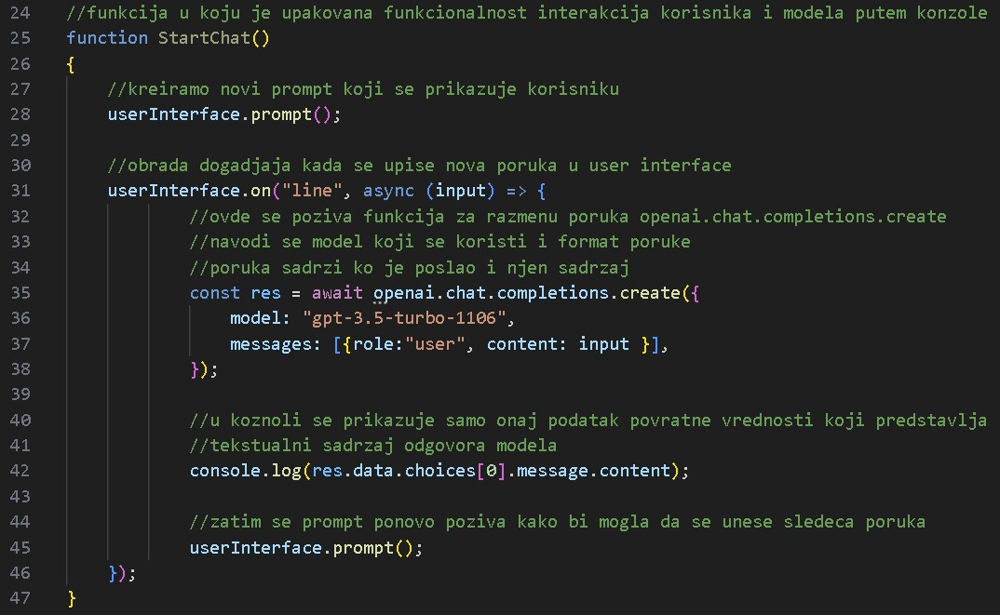 24 //funkcija u koju je upakovana funkcionalnost interakcija korisnika i modela putem konzole
25 function StartChat()
26 {
27 //kreiramo novi prompt koji se prikazuje korisniku
28 userInterface.prompt();
29
30 //obrada dogadjaja kada se upise nova poruka u user interface
31 userInterface.on("line", async (input) => {
32 //ovde se poziva funkcija za razmenu poruka openai.chat.completions.create
33 //navodi se model koji se koristi i format poruke
34 //poruka sadrzi ko je poslao i njen sadrzaj
35 const res = await openai.chat.completions.create({
36 model: "gpt-3.5-turbo-1106",
37 messages: [{role:"user", content: input }],
38 });
39
40 //u koznoli se prikazuje samo onaj podatak povratne vrednosti koji predstavlja
41 //tekstualni sadrzaj odgovora modela
42 console.log(res.data.choices[0].message.content);
43
44 //zatim se prompt ponovo poziva kako bi mogla da se unese sledeca poruka
45 userInterface.prompt();
46 });
47 }